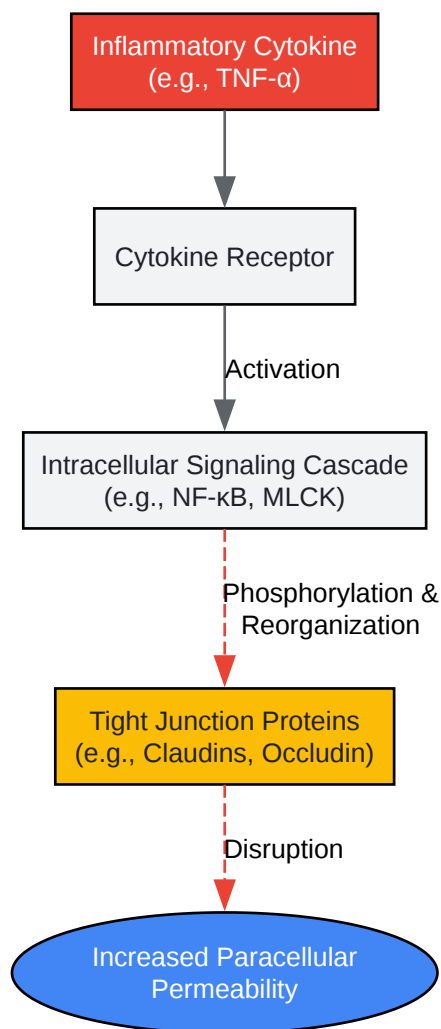 Inflammatory Cytokine
(e.g., TNF-α)
Cytokine Receptor
Activation
Intracellular Signaling Cascade
(e.g., NF-κB, MLCK)
Phosphorylation &
Reorganization
Tight Junction Proteins
(e.g., Claudins, Occludin)
Disruption
Increased Paracellular
Permeability